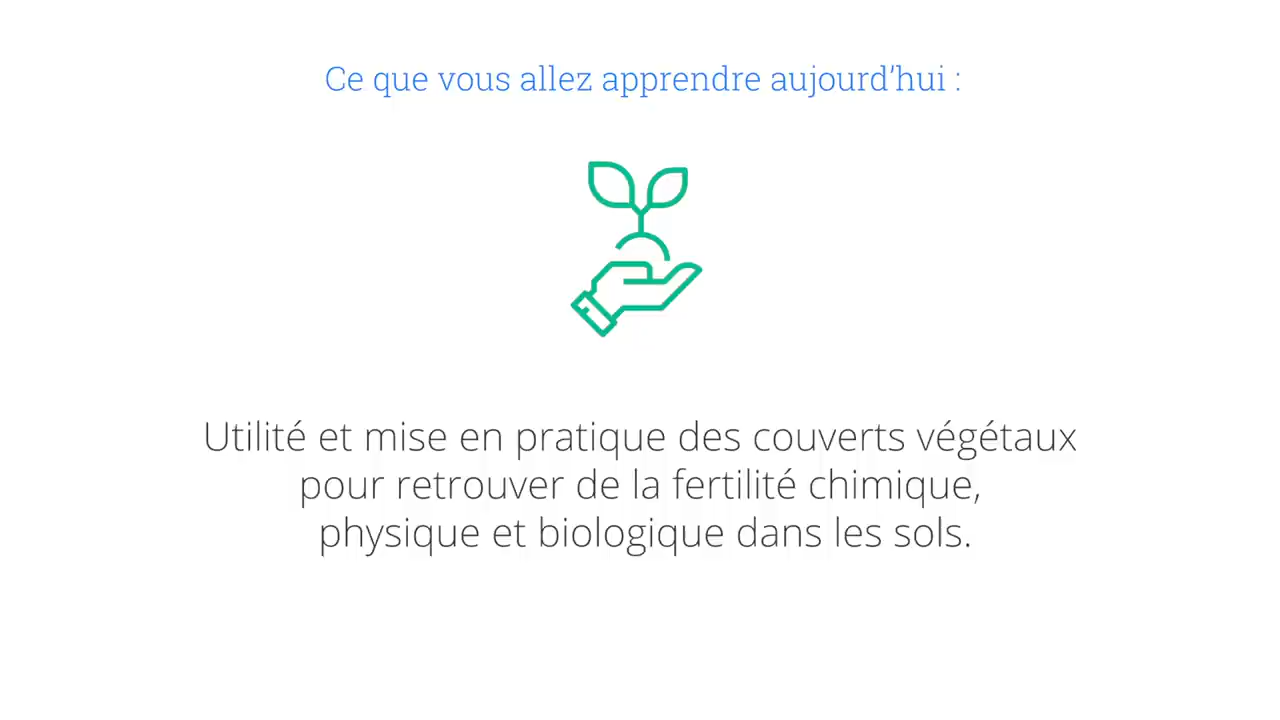 Ce que vous allez apprendre aujourd’hui :
Utilité et mise en pratique des couverts végétaux
pour retrouver de la fertilité chimique,
physique et biologique dans les sols.